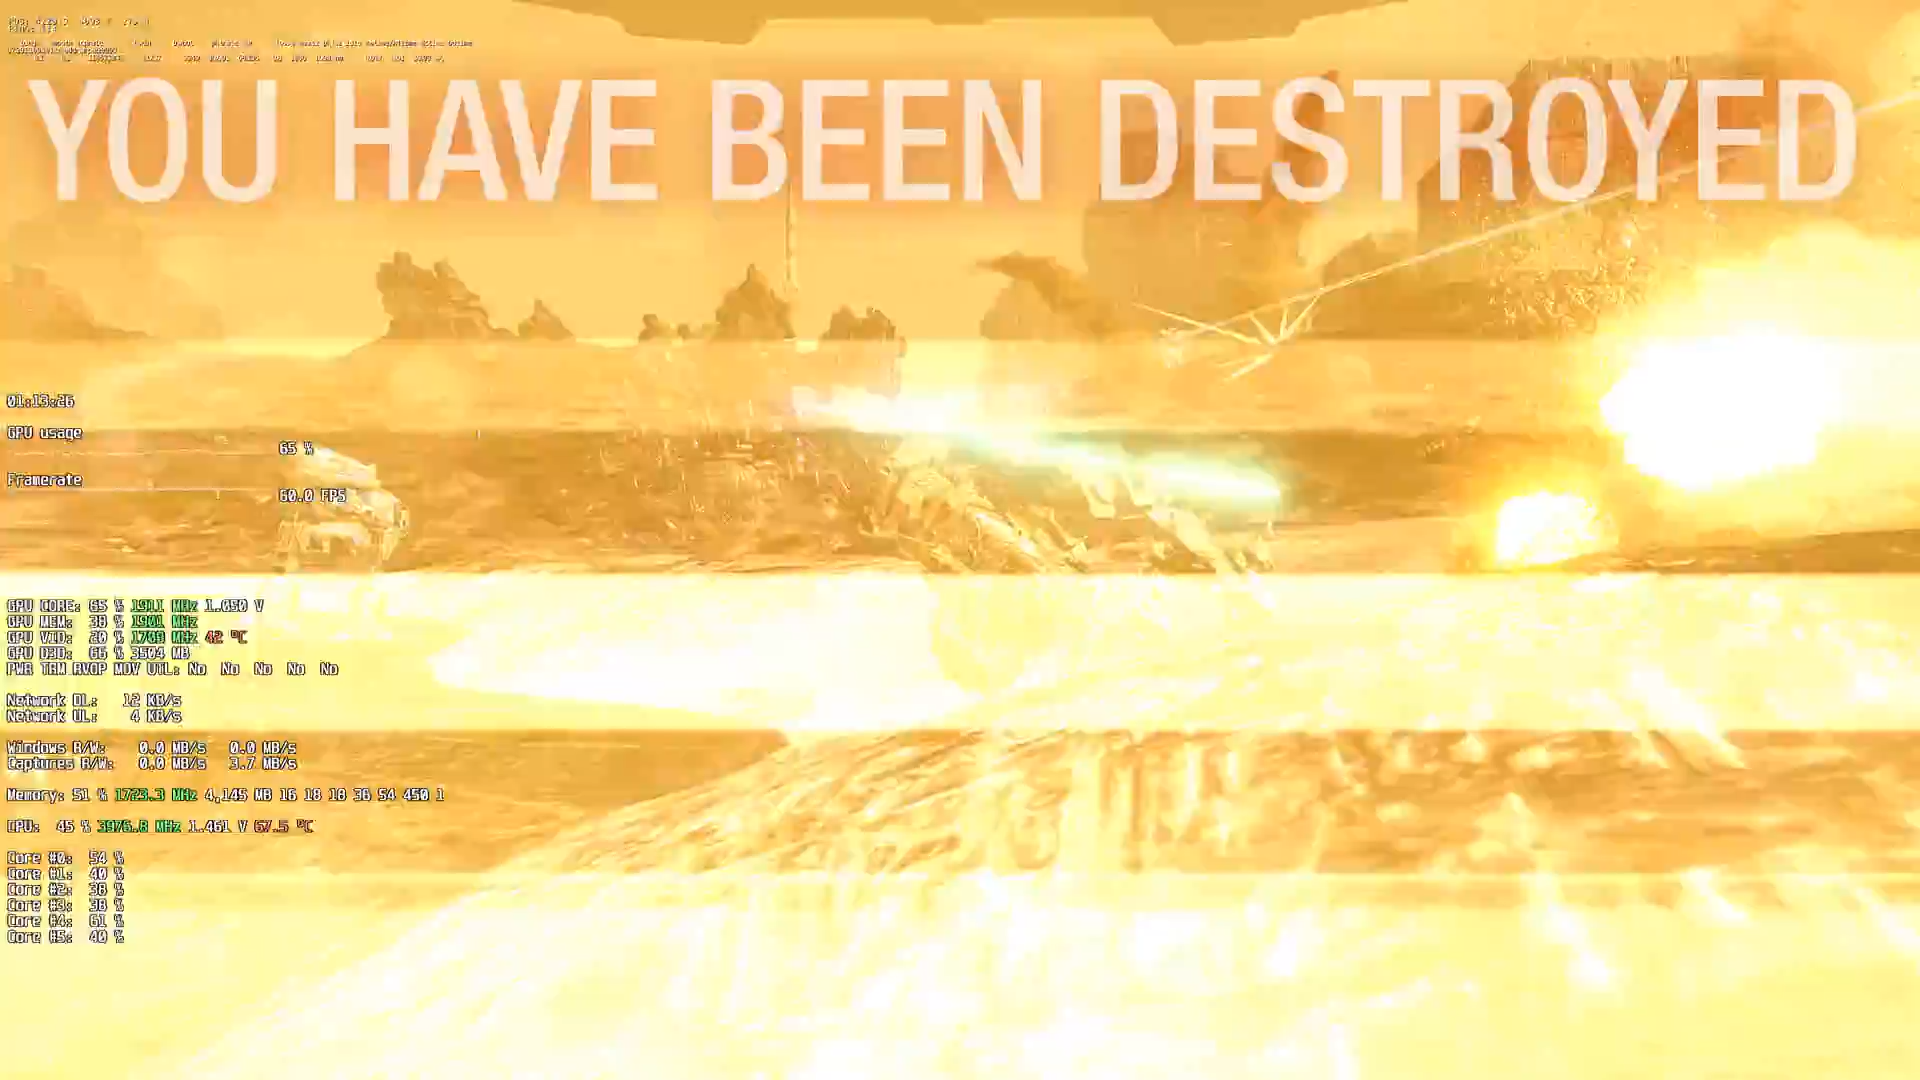 YOU HAVE BEEN DESTROYED
01:13:26
GPU usage
65 %
Framerate
60.0 FPS
GPU CORE: 65 % 1911 MHz 1.050 V
GPU MEM: 38 % 1901 MHz
GPU VID: 20 % 1708 MHz 42 °C
GPU D3D: 66 % 3504 MB
PWR TRM RVOP MOV UTL: No No No No No
Network DL: 12 KB/s
Network UL: 4 KB/s
Windows R/W: 0.0 MB/s 0.0 MB/s
Captures R/W: 0.0 MB/s 3.7 MB/s
Memory: 51 % 1723.3 MHz 4,145 MB 16 18 18 36 54 450 1
CPU: 45 % 3976.8 MHz 1.461 V 67.5 °C
Core #0: 54 %
Core #1: 40 %
Core #2: 38 %
Core #3: 38 %
Core #4: 61 %
Core #5: 40 %